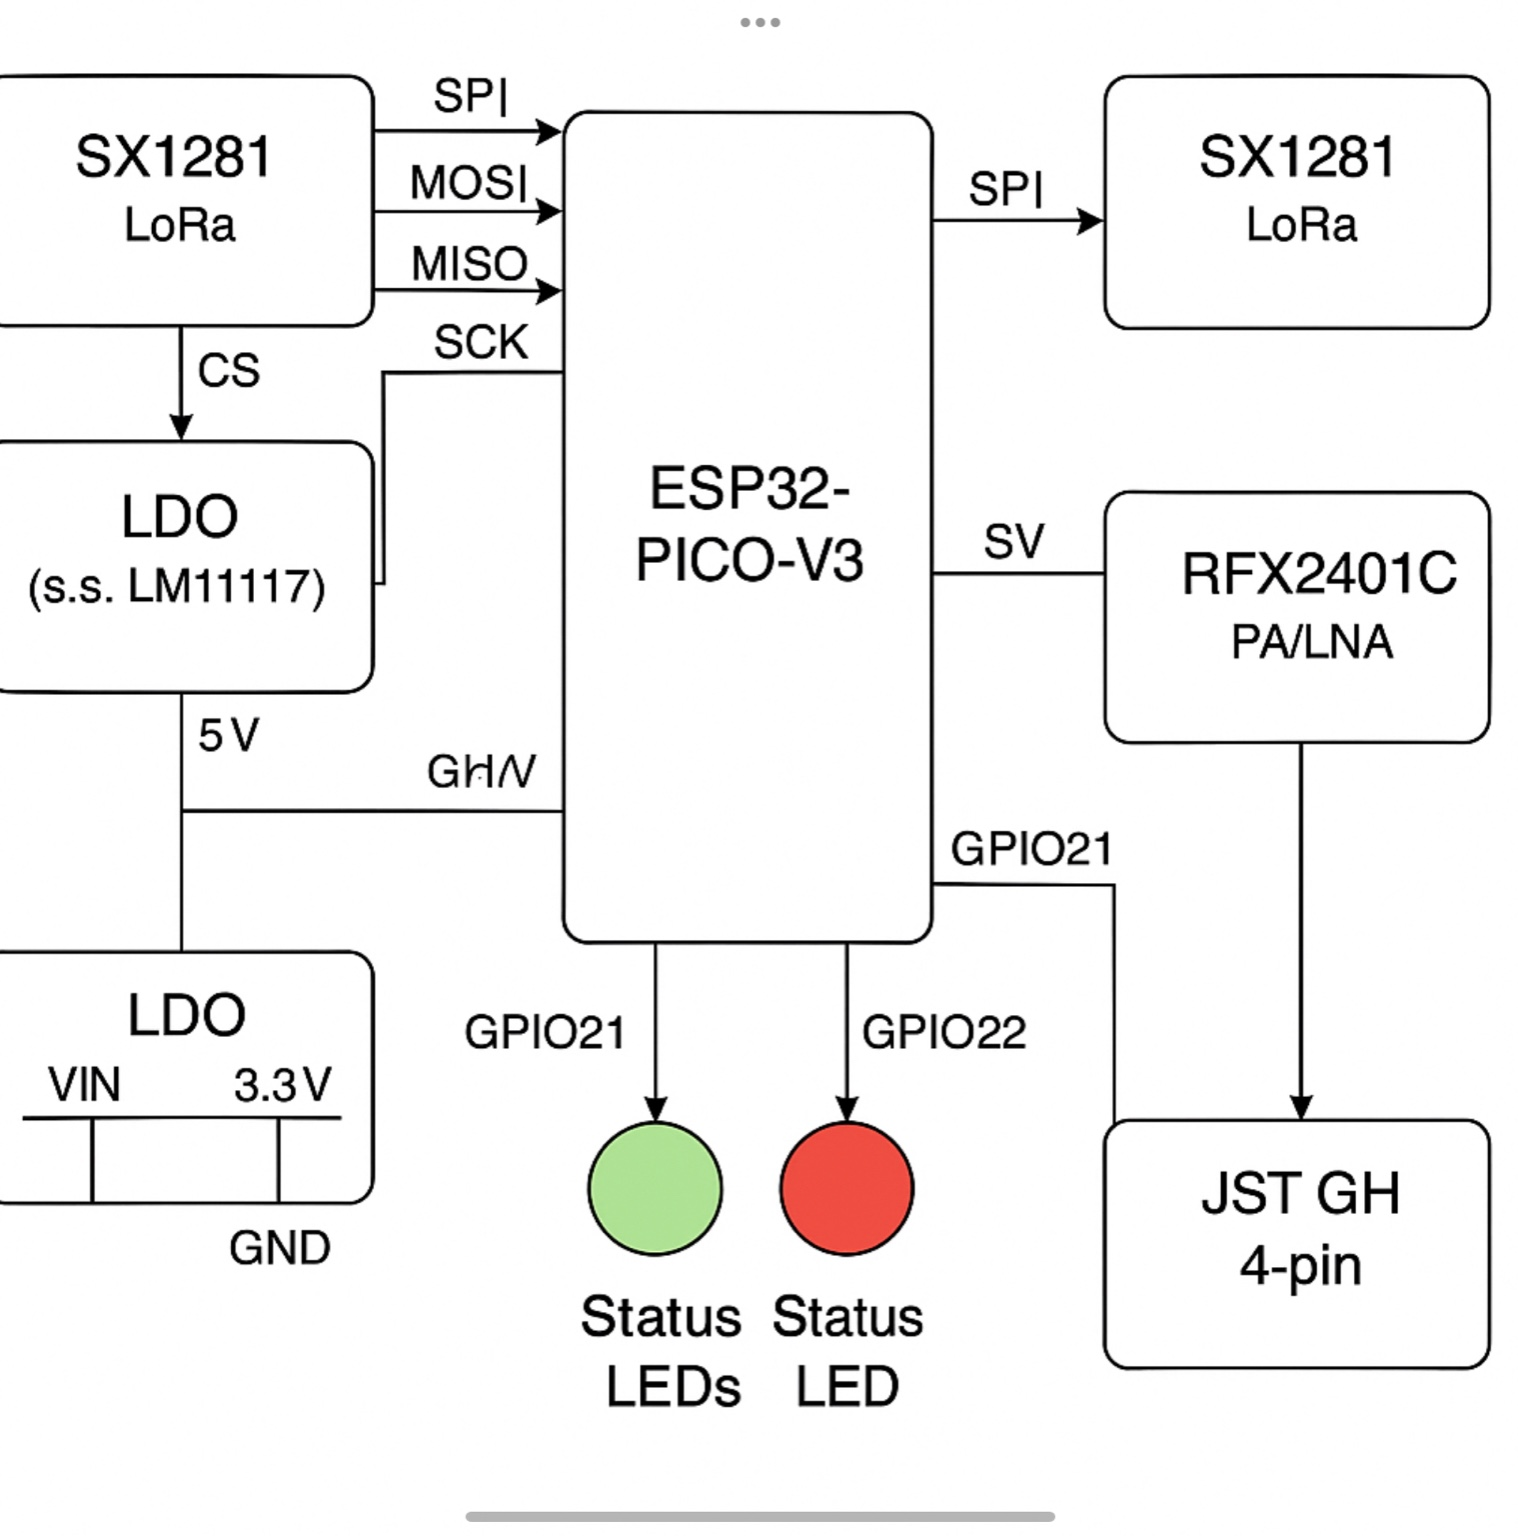 SX1281
LoRa
SPI
MOSI
MISO
SCK
CS
LDO
(s.s. LM11117)
5V
LDO
VIN 3.3V
GND
ESP32-
PICO-V3
GPIO21
GPIO22
Status
LEDs
Status
LED
SPI
SX1281
LoRa
SV
RFX2401C
PA/LNA
GPIO21
JST GH
4-pin